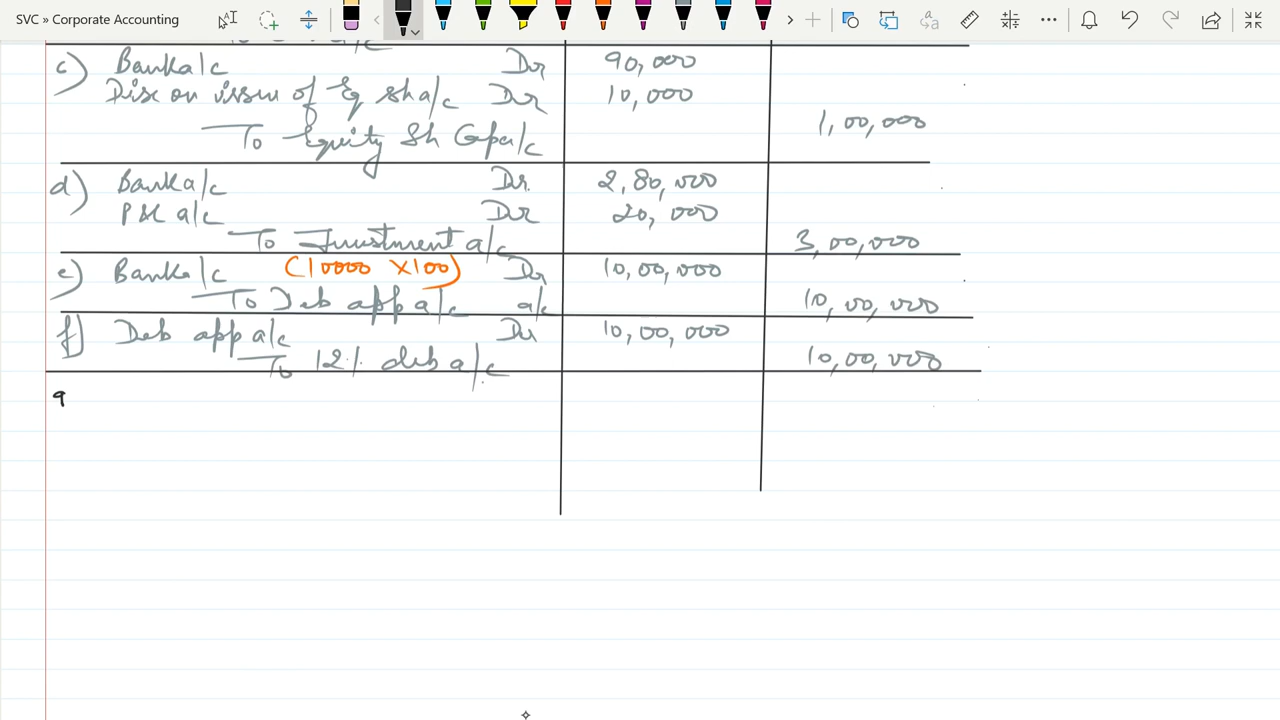 SVC » Corporate Accounting
c) Bank a/c Dr 90,000
Disc on issue of Eq sh a/c Dr 10,000
To Equity Sh Cap a/c 1,00,000
d) Bank a/c Dr. 2,80,000
P&L a/c Dr 20,000
To Investment a/c 3,00,000
e) Bank a/c (10000 X100) Dr 10,00,000
To Deb app a/c a/c 10,00,000
f) Deb app a/c Dr 10,00,000
To 12% deb a/c 10,00,000
9